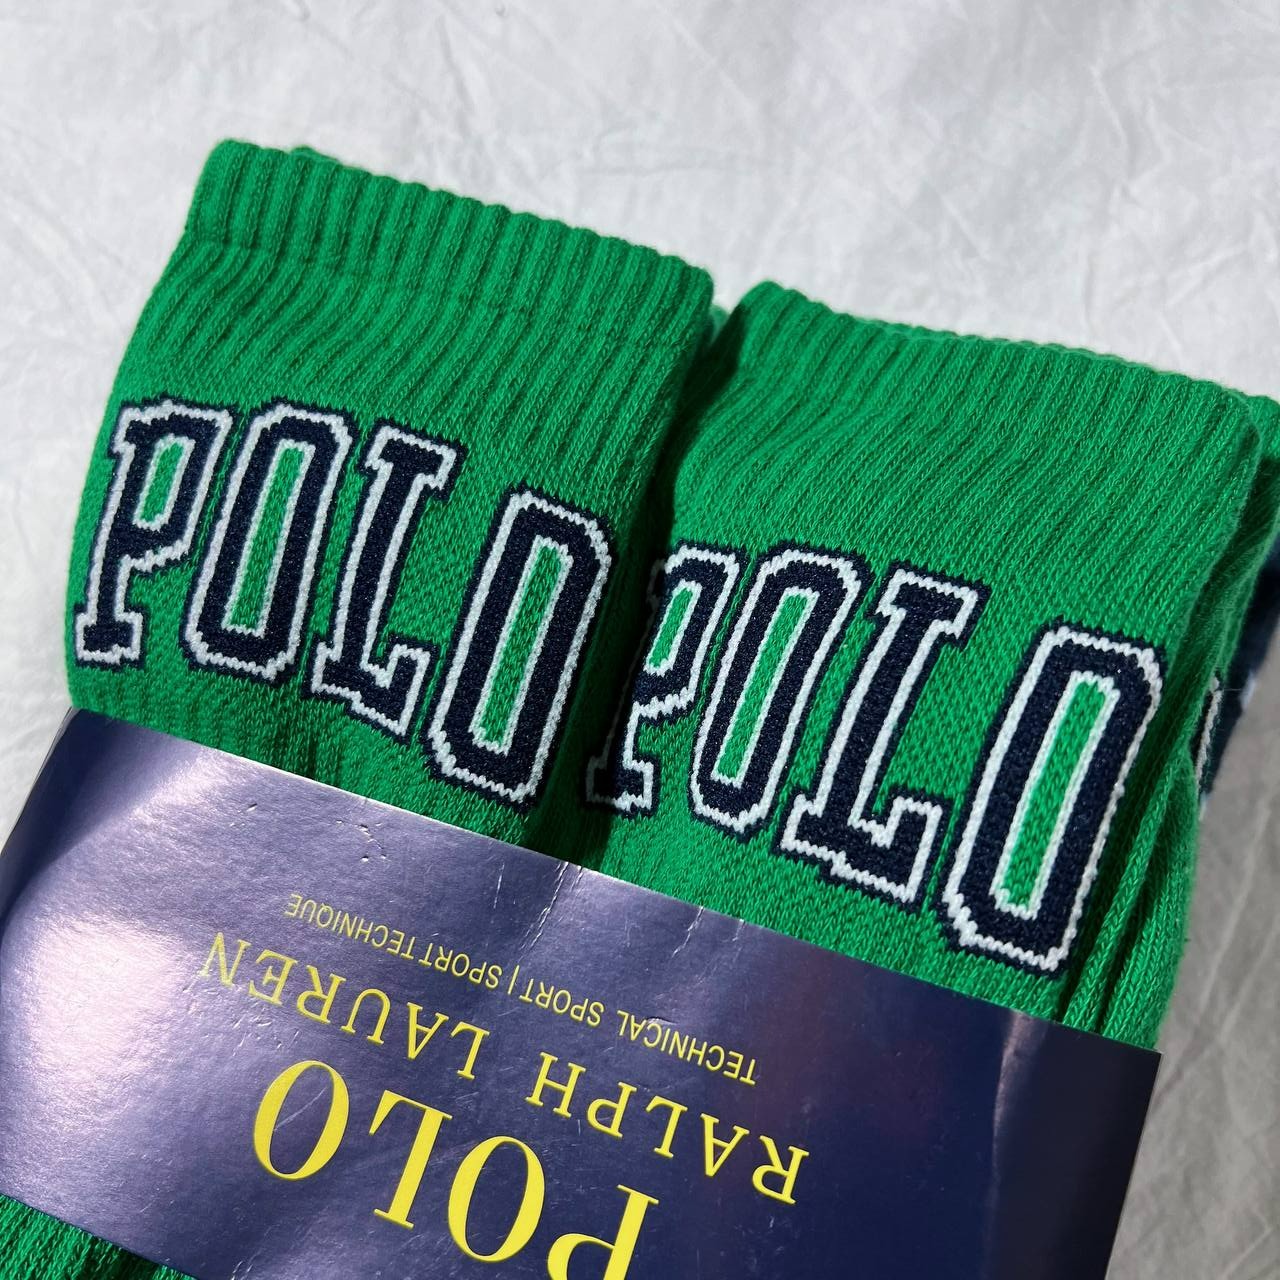 POLO
POLO
POLO
RALPH LAUREN
TECHNICAL SPORT | SPORT TECHNIQUE